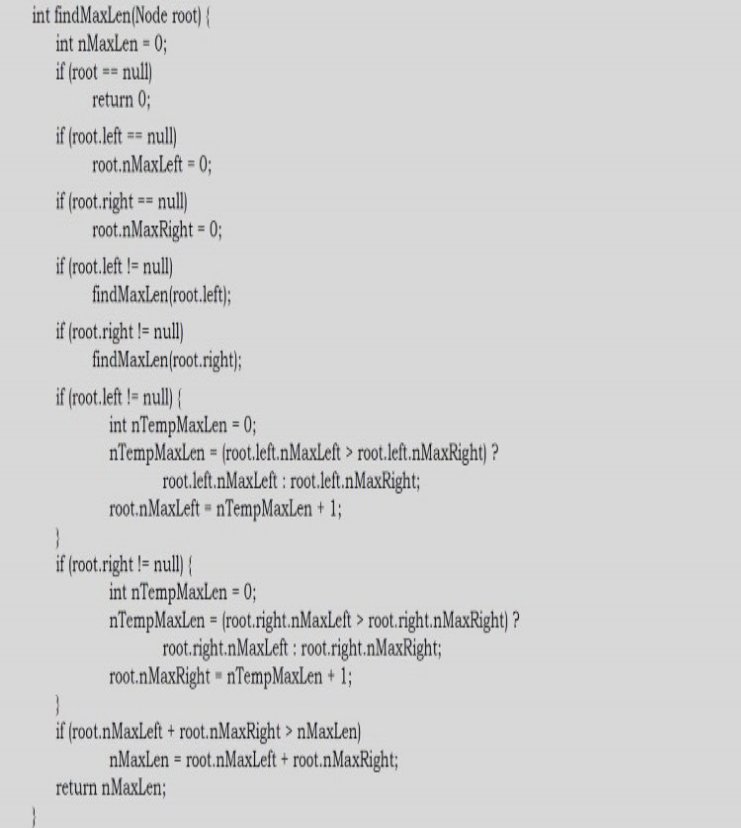 int findMaxLen(Node root) {
int nMaxLen = 0;
if (root == null)
return 0;
if (root.left == null)
root.nMaxLeft = 0;
if (root.right == null)
root.nMaxRight = 0;
if (root.left != null)
findMaxLen(root.left);
if (root.right != null)
findMaxLen(root.right);
if (root.left != null) {
int nTempMaxLen = 0;
nTempMaxLen = (root.left.nMaxLeft > root.left.nMaxRight) ?
root.left.nMaxLeft : root.left.nMaxRight;
root.nMaxLeft = nTempMaxLen + 1;
}
if (root.right != null) {
int nTempMaxLen = 0;
nTempMaxLen = (root.right.nMaxLeft > root.right.nMaxRight) ?
root.right.nMaxLeft : root.right.nMaxRight;
root.nMaxRight = nTempMaxLen + 1;
}
if (root.nMaxLeft + root.nMaxRight > nMaxLen)
nMaxLen = root.nMaxLeft + root.nMaxRight;
return nMaxLen;
}